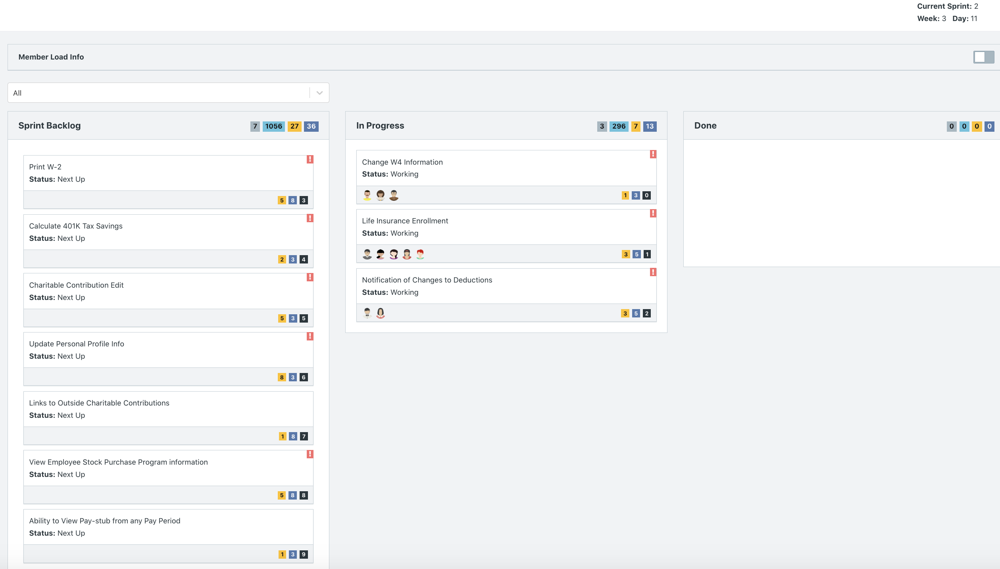 Current Sprint: 2
Week: 3 Day: 11
Member Load Info
All
Sprint Backlog 7 1056 27 36
Print W-2
Status: Next Up
5 8 3
Calculate 401K Tax Savings
Status: Next Up
2 3 4
Charitable Contribution Edit
Status: Next Up
5 3 5
Update Personal Profile Info
Status: Next Up
8 3 6
Links to Outside Charitable Contributions
Status: Next Up
1 8 7
View Employee Stock Purchase Program information
Status: Next Up
5 8 8
Ability to View Pay-stub from any Pay Period
Status: Next Up
1 3 9
In Progress 3 296 7 13
Change W4 Information
Status: Working
1 3 0
Life Insurance Enrollment
Status: Working
3 5 1
Notification of Changes to Deductions
Status: Working
3 5 2
Done 0 0 0 0